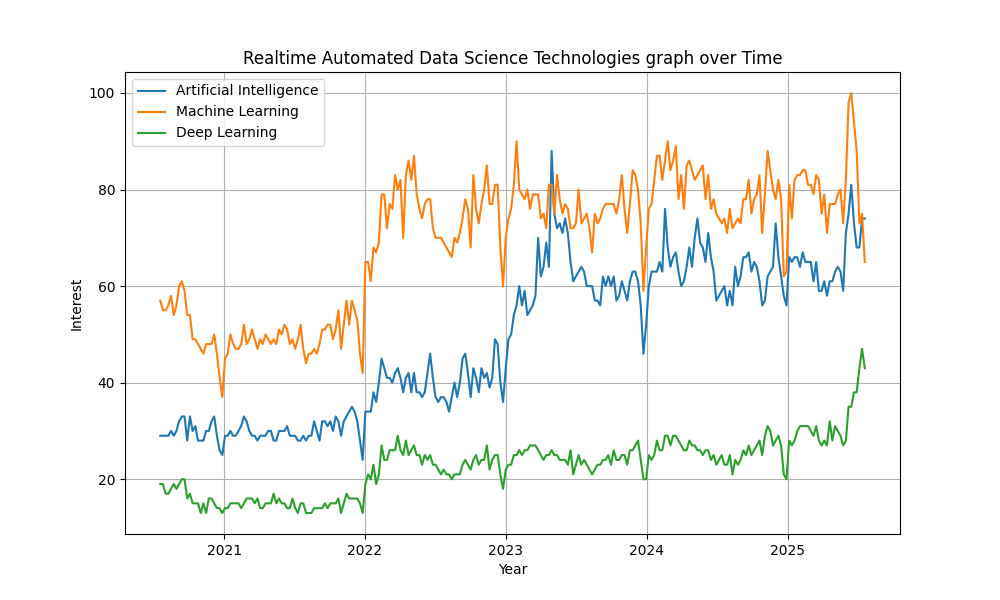 Realtime Automated Data Science Technologies graph over Time
Artificial Intelligence
Machine Learning
Deep Learning
100
80
60
40
20
Interest
2021 2022 2023 2024 2025
Year